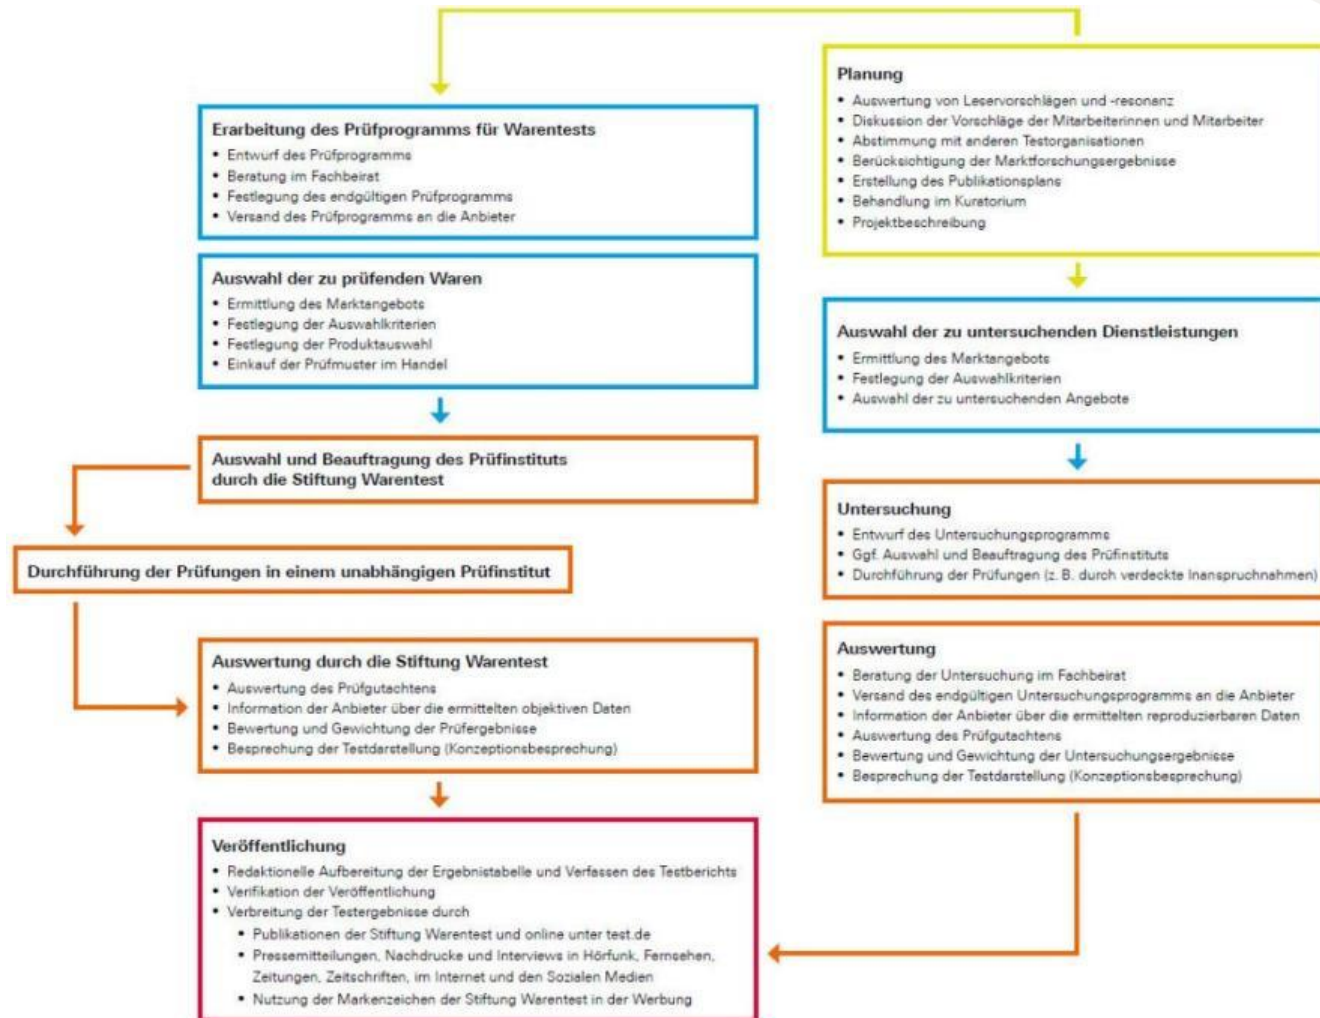 Planung
• Auswertung von Leservorschlägen und -resonanz
• Diskussion der Vorschläge der Mitarbeiterinnen und Mitarbeiter
• Abstimmung mit anderen Testorganisationen
• Berücksichtigung der Marktforschungsergebnisse
• Erstellung des Publikationsplans
• Behandlung im Kuratorium
• Projektbeschreibung
Erarbeitung des Prüfprogramms für Warentests
• Entwurf des Prüfprogramms
• Beratung im Fachbeirat
• Festlegung des endgültigen Prüfprogramms
• Versand des Prüfprogramms an die Anbieter
Auswahl der zu prüfenden Waren
• Ermittlung des Marktangebots
• Festlegung der Auswahlkriterien
• Festlegung der Produktauswahl
• Einkauf der Prüfmuster im Handel
Auswahl und Beauftragung des Prüfinstituts
durch die Stiftung Warentest
Durchführung der Prüfungen in einem unabhängigen Prüfinstitut
Auswertung durch die Stiftung Warentest
• Auswertung des Prüfgutachtens
• Information der Anbieter über die ermittelten objektiven Daten
• Bewertung und Gewichtung der Prüfergebnisse
• Besprechung der Testdarstellung (Konzeptionsbesprechung)
Auswahl der zu untersuchenden Dienstleistungen
• Ermittlung des Marktangebots
• Festlegung der Auswahlkriterien
• Auswahl der zu untersuchenden Angebote
Untersuchung
• Entwurf des Untersuchungsprogramms
• Ggf. Auswahl und Beauftragung des Prüfinstituts
• Durchführung der Prüfungen (z. B. durch verdeckte Inanspruchnahmen)
Auswertung
• Beratung der Untersuchung im Fachbeirat
• Versand des endgültigen Untersuchungsprogramms an die Anbieter
• Information der Anbieter über die ermittelten reproduzierbaren Daten
• Auswertung des Prüfgutachtens
• Bewertung und Gewichtung der Untersuchungsergebnisse
• Besprechung der Testdarstellung (Konzeptionsbesprechung)
Veröffentlichung
• Redaktionelle Aufbereitung der Ergebnistabelle und Verfassen des Testberichts
• Verifikation der Veröffentlichung
• Verbreitung der Testergebnisse durch
• Publikationen der Stiftung Warentest und online unter test.de
• Pressemitteilungen, Nachdrucke und Interviews in Hörfunk, Fernsehen,
Zeitungen, Zeitschriften, im Internet und den Sozialen Medien
• Nutzung der Markenzeichen der Stiftung Warentest in der Werbung